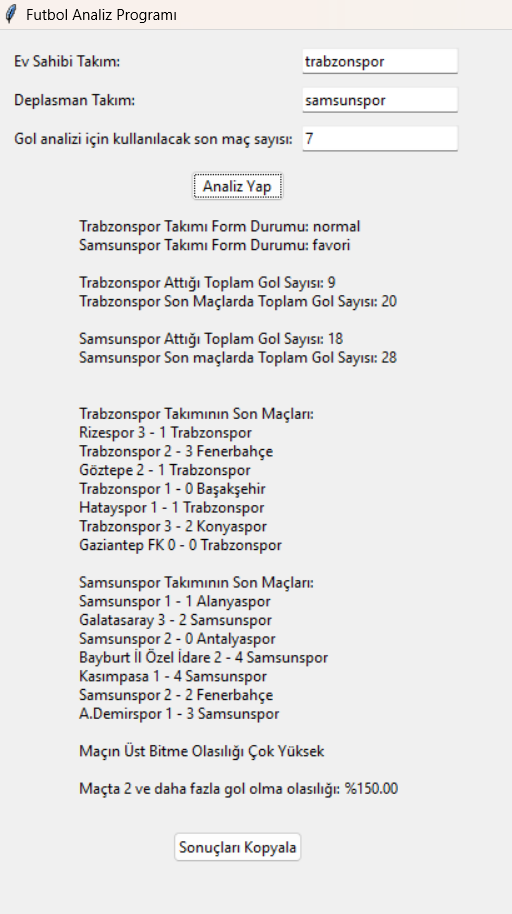 Futbol Analiz Programı
Ev Sahibi Takım: trabzonspor
Deplasman Takım: samsunspor
Gol analizi için kullanılacak son maç sayısı: 7
Analiz Yap
Trabzonspor Takımı Form Durumu: normal
Samsunspor Takımı Form Durumu: favori
Trabzonspor Attığı Toplam Gol Sayısı: 9
Trabzonspor Son Maçlarda Toplam Gol Sayısı: 20
Samsunspor Attığı Toplam Gol Sayısı: 18
Samsunspor Son maçlarda Toplam Gol Sayısı: 28
Trabzonspor Takımının Son Maçları:
Rizespor 3 - 1 Trabzonspor
Trabzonspor 2 - 3 Fenerbahçe
Göztepe 2 - 1 Trabzonspor
Trabzonspor 1 - 0 Başakşehir
Hatayspor 1 - 1 Trabzonspor
Trabzonspor 3 - 2 Konyaspor
Gaziantep FK 0 - 0 Trabzonspor
Samsunspor Takımının Son Maçları:
Samsunspor 1 - 1 Alanyaspor
Galatasaray 3 - 2 Samsunspor
Samsunspor 2 - 0 Antalyaspor
Bayburt İl Özel İdare 2 - 4 Samsunspor
Kasımpasa 1 - 4 Samsunspor
Samsunspor 2 - 2 Fenerbahçe
A.Demirspor 1 - 3 Samsunspor
Maçın Üst Bitme Olasılığı Çok Yüksek
Maçta 2 ve daha fazla gol olma olasılığı: %150.00
Sonuçları Kopyala